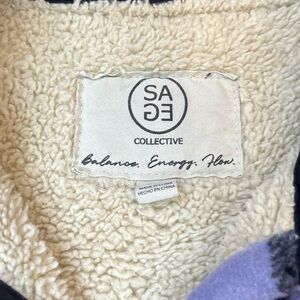 SA
GE
COLLECTIVE
Balance. Energy. Flow.
MADE IN CHINA
HECHO EN CHINA